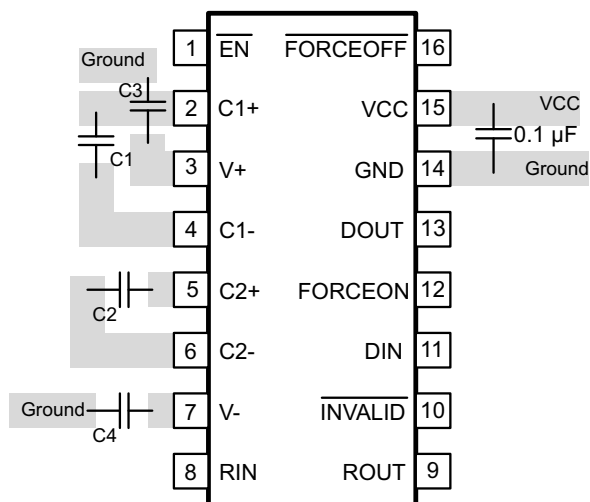 1 EN FORCEOFF 16
Ground
C3
2 C1+ VCC 15 VCC
C1
0.1 µF
3 V+ GND 14 Ground
4 C1- DOUT 13
5 C2+ FORCEON 12
C2
6 C2- DIN 11
Ground 7 V- INVALID 10
C4
8 RIN ROUT 9